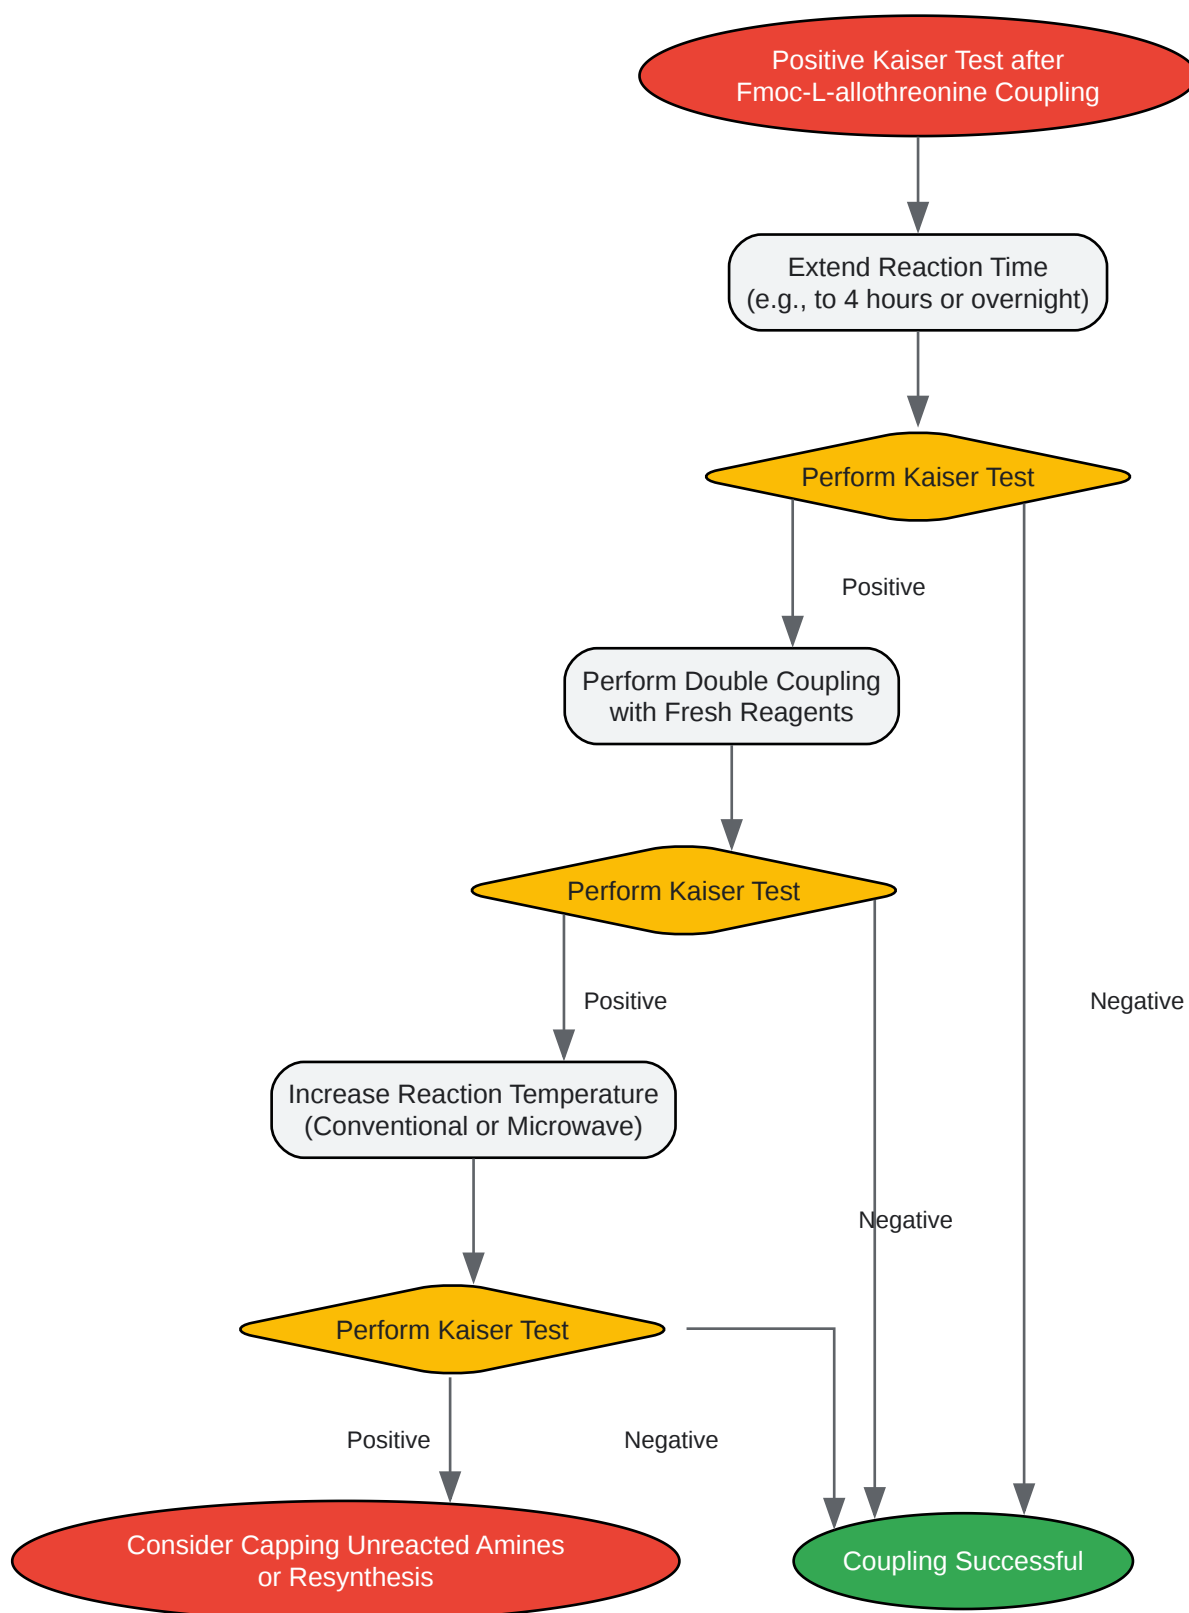 Positive Kaiser Test after
Fmoc-L-allothreonine Coupling
Extend Reaction Time
(e.g., to 4 hours or overnight)
Perform Kaiser Test
Positive
Perform Double Coupling
with Fresh Reagents
Perform Kaiser Test
Positive
Negative
Increase Reaction Temperature
(Conventional or Microwave)
Negative
Perform Kaiser Test
Positive
Negative
Consider Capping Unreacted Amines
or Resynthesis
Coupling Successful